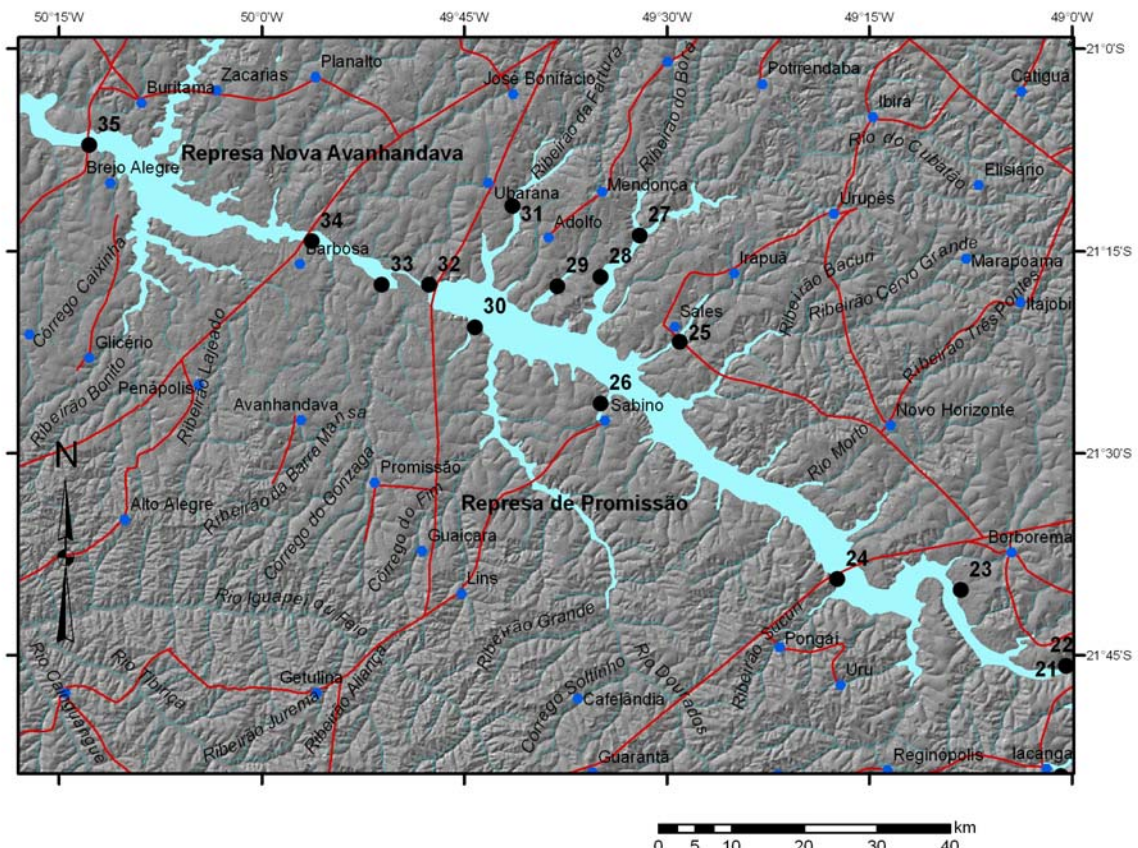 50°15'W 50°0'W 49°45'W 49°30'W 49°15'W 49°0'W
21°0'S
Planalto
José Bonifácio
Potirendaba
Catiguá
Zacarias
Buritama
Ibirá
Ribeirão da Fartura
Ribeirão do Bora
35
Represa Nova Avanhandava
Rio do Cubatão
Brejo Alegre
Elisiário
Ubarana
Mendonça
Urupês
31
27
34
Adolfo
Barbosa
21°15'S
33
32
29
28
Irapuã
Ribeirão Bacuri
Ribeirão Cervo Grande
Marapoama
Córrego Caixinha
30
Sales
25
Ribeirão Três Pontes
Itajobi
Glicério
Ribeirão Bonito
Penápolis
Ribeirão Lajeado
26
Avanhandava
Sabino
Novo Horizonte
N
Ribeirão da Barra Mansa
Rio Morto
21°30'S
Córrego do Gonzaga
Promissão
Alto Alegre
Represa de Promissão
Córrego do Fim
Guaiçara
Borborema
24
23
Lins
Rio Iguapei ou Feio
Ribeirão Grande
Ribeirão Sucuri
Pongaí
22
21°45'S
21
Rio Tibiriça
Rio Caingangue
Getulina
Ribeirão Jurema
Ribeirão Aliança
Uru
Córrego Soltinho
Rio Dourados
Cafelândia
Guarantã
Reginópolis
Iacanga
km
0 5 10 20 30 40